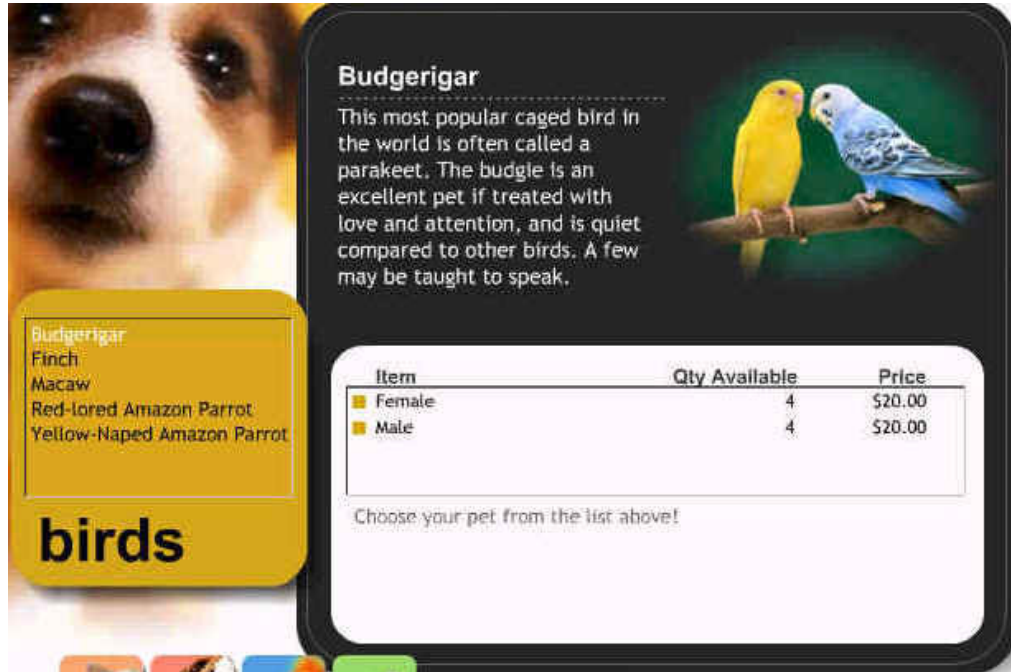 Budgerigar
This most popular caged bird in
the world is often called a
parakeet. The budgie is an
excellent pet if treated with
love and attention, and is quiet
compared to other birds. A few
may be taught to speak.
Budgerigar
Finch
Macaw
Red-lored Amazon Parrot
Yellow-Naped Amazon Parrot
birds
Item Qty Available Price
Female 4 $20.00
Male 4 $20.00
Choose your pet from the list above!